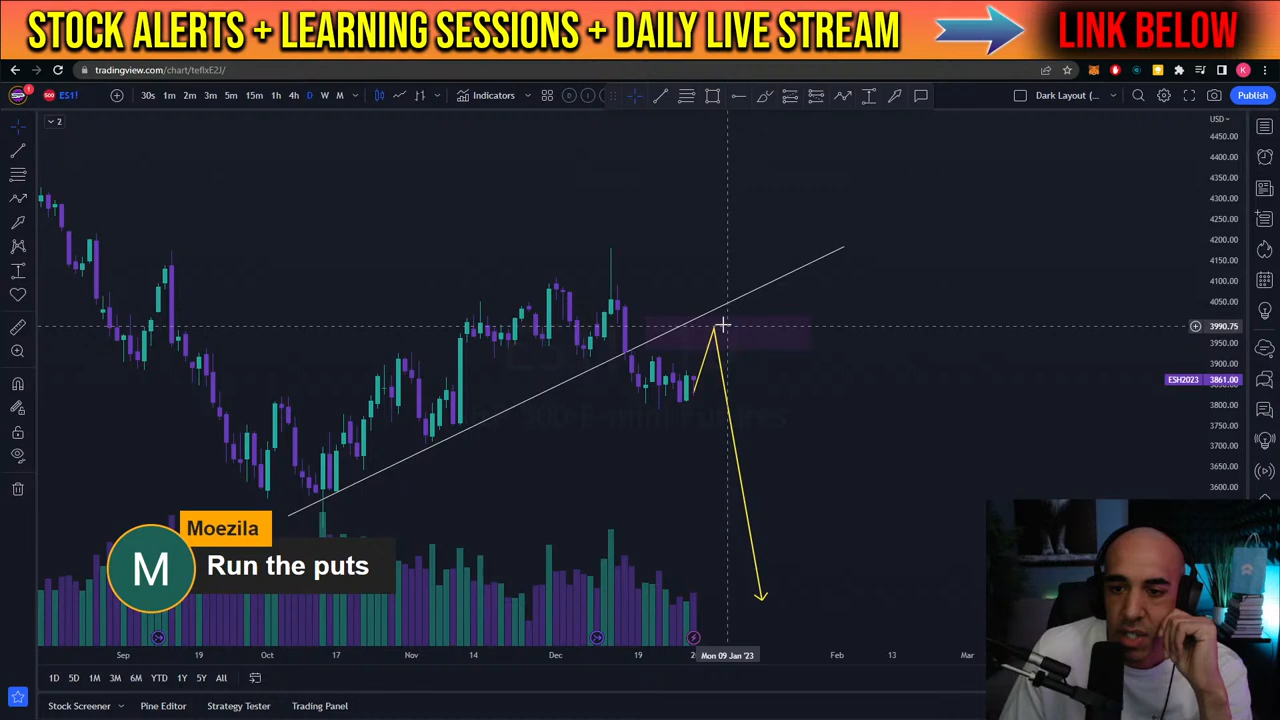 STOCK ALERTS + LEARNING SESSIONS + DAILY LIVE STREAM
LINK BELOW
tradingview.com/chart/teflxE2J/
K
ES1!
30s 1m 2m 3m 5m 15m 1h 4h D W M
Indicators
Dark Layout (...
Publish
2
USD
4450.00
4400.00
4350.00
4300.00
4250.00
4200.00
4150.00
4100.00
4050.00
3990.75
3950.00
3900.00
ESH2023 3861.00
3800.00
3750.00
3700.00
3650.00
3600.00
Moezila
M
Run the puts
Sep 19 Oct 17 Nov 14 Dec 19 Mon 09 Jan '23 Feb 13 Mar
1D 5D 1M 3M 6M YTD 1Y 5Y All
Stock Screener Pine Editor Strategy Tester Trading Panel